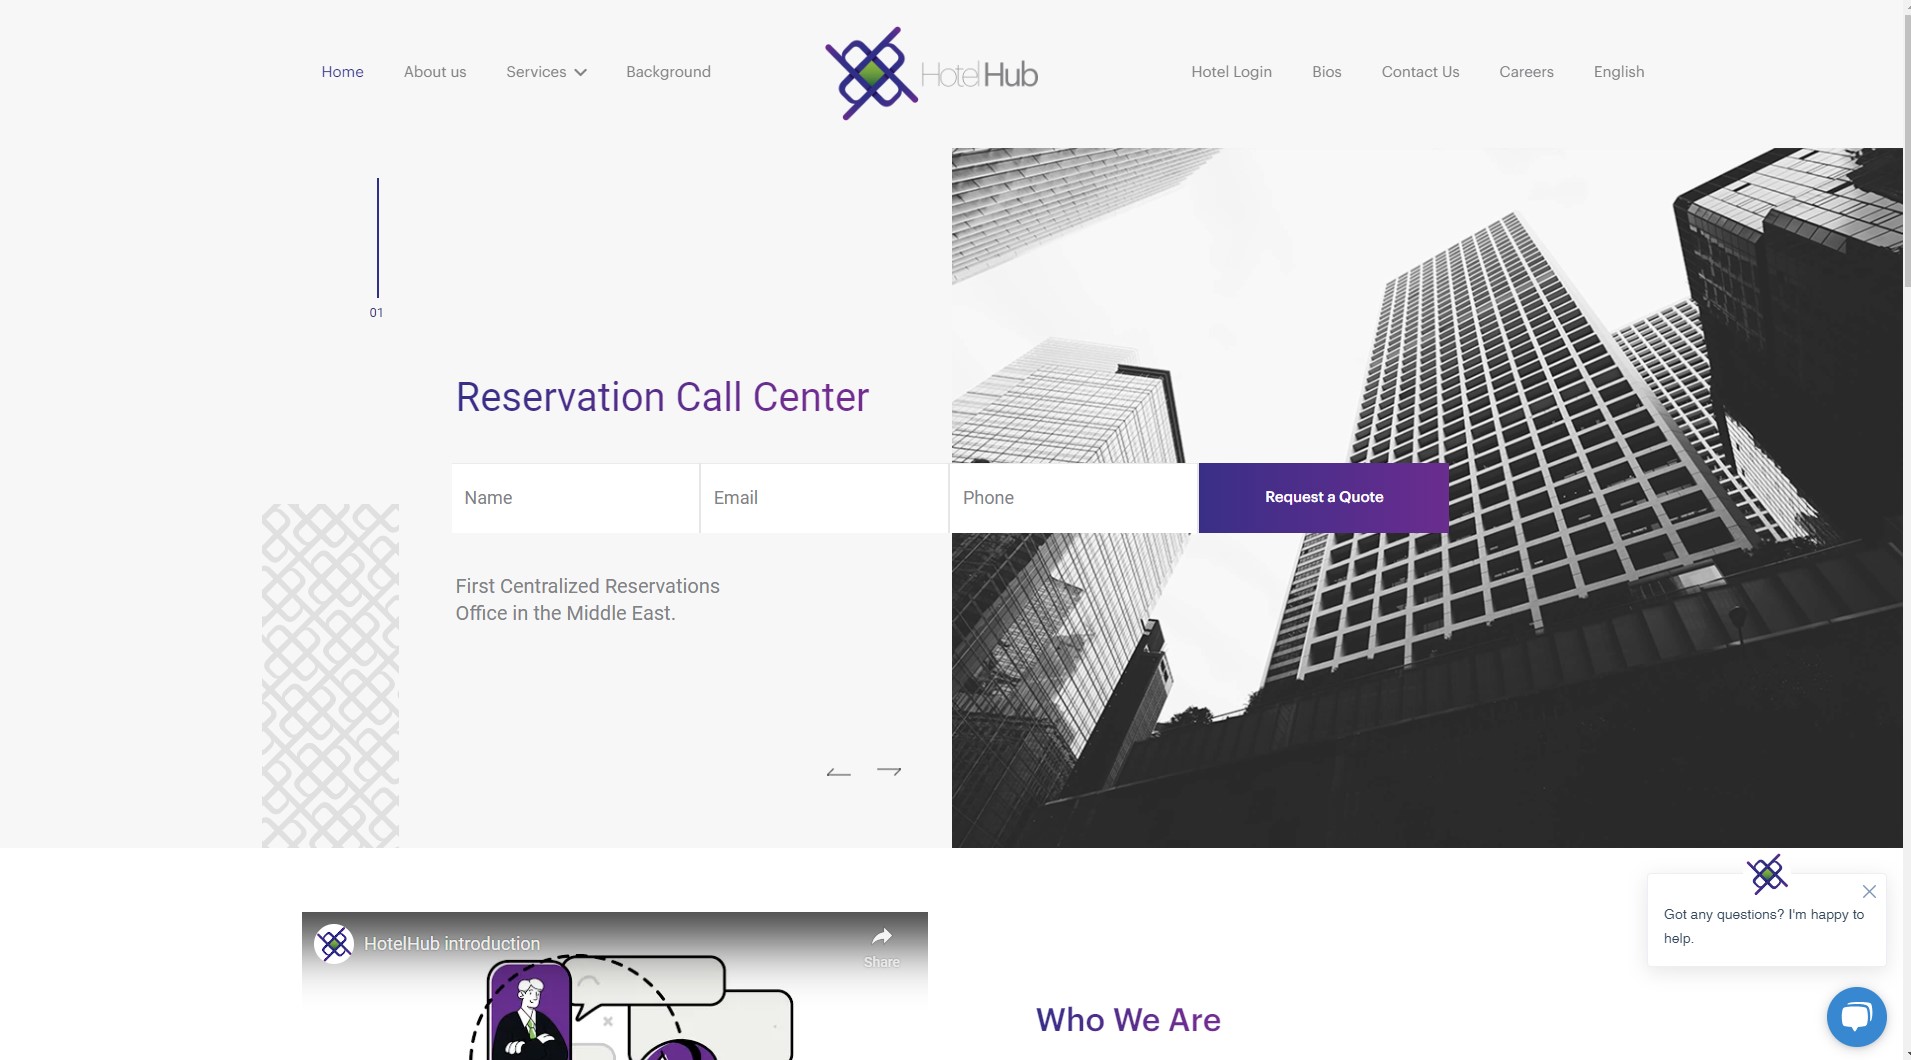 Home
About us
Services
Background
HotelHub
Hotel Login
Bios
Contact Us
Careers
English
01
Reservation Call Center
Name
Email
Phone
Request a Quote
First Centralized Reservations
Office in the Middle East.
HotelHub introduction
Share
Who We Are
Got any questions? I'm happy to
help.